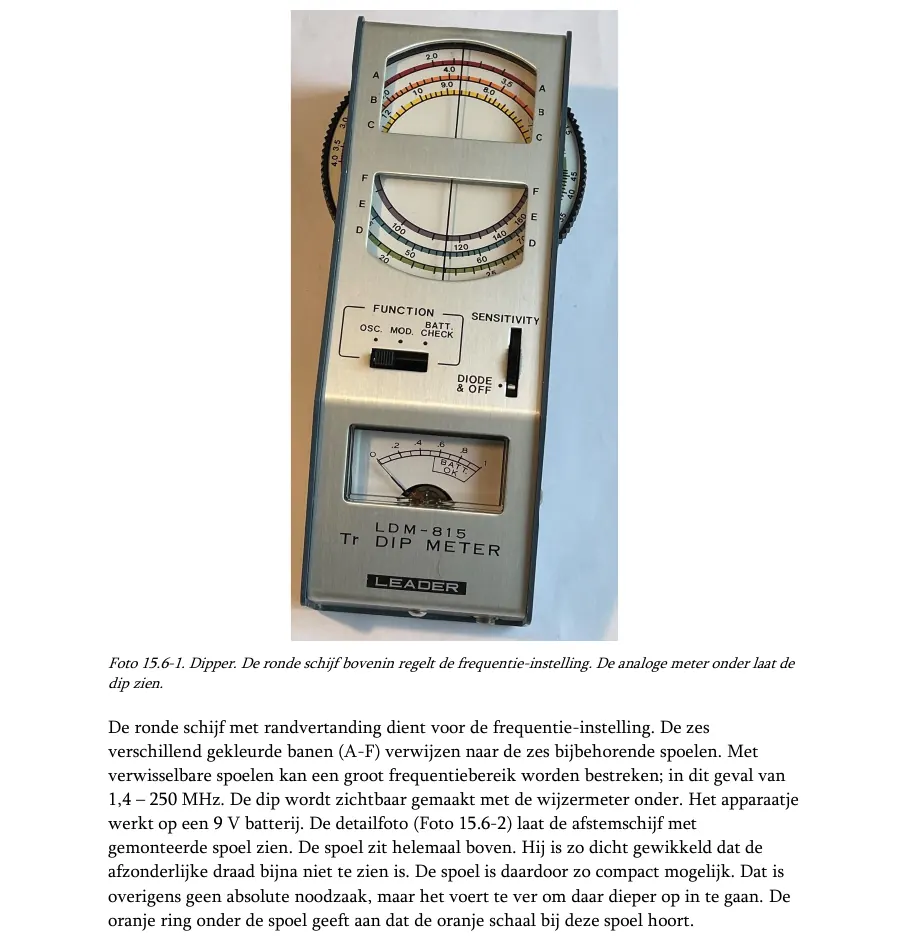 2.0
A 4.0 3.5 A
B 10 9.0 8.0 B
C C
4.0 3.5 3.0
F F
E 100 120 140 160 E
D 50 60 D
20 25
45
40
35
FUNCTION
OSC. MOD. BATT. CHECK
SENSITIVITY
DIODE
& OFF
0 .2 .4 .6 .8 1
BATT.
OK
LDM-815
Tr DIP METER
LEADER
Foto 15.6-1. Dipper. De ronde schijf bovenin regelt de frequentie-instelling. De analoge meter onder laat de
dip zien.
De ronde schijf met randvertanding dient voor de frequentie-instelling. De zes
verschillend gekleurde banen (A-F) verwijzen naar de zes bijbehorende spoelen. Met
verwisselbare spoelen kan een groot frequentiebereik worden bestreken; in dit geval van
1,4 – 250 MHz. De dip wordt zichtbaar gemaakt met de wijzermeter onder. Het apparaatje
werkt op een 9 V batterij. De detailfoto (Foto 15.6-2) laat de afstemschijf met
gemonteerde spoel zien. De spoel zit helemaal boven. Hij is zo dicht gewikkeld dat de
afzonderlijke draad bijna niet te zien is. De spoel is daardoor zo compact mogelijk. Dat is
overigens geen absolute noodzaak, maar het voert te ver om daar dieper op in te gaan. De
oranje ring onder de spoel geeft aan dat de oranje schaal bij deze spoel hoort.